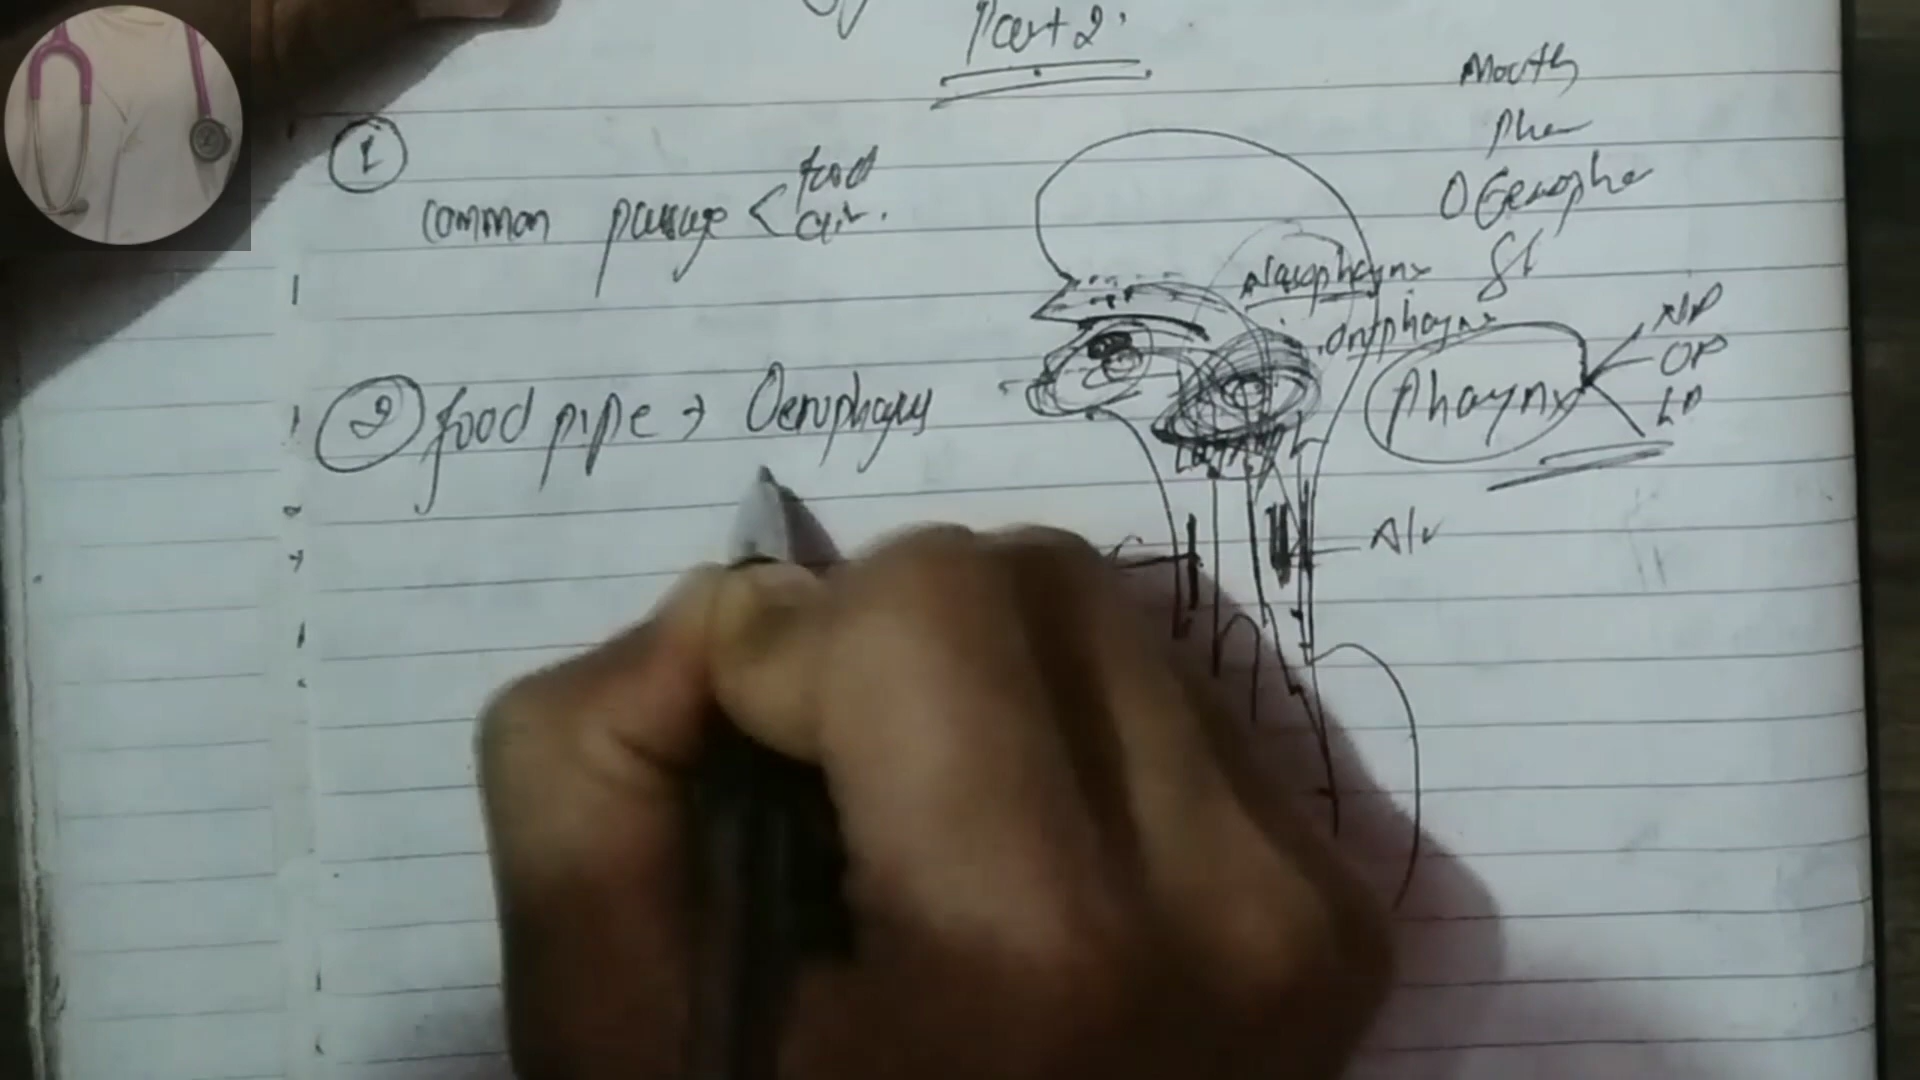 Part 2.
①
common passage < food
air.
② food pipe → Oesophagus
Mouth
Pha
Oesopha
St
Nasopharynx
oropharynx
Pharynx
NP
OP
LP
A/v